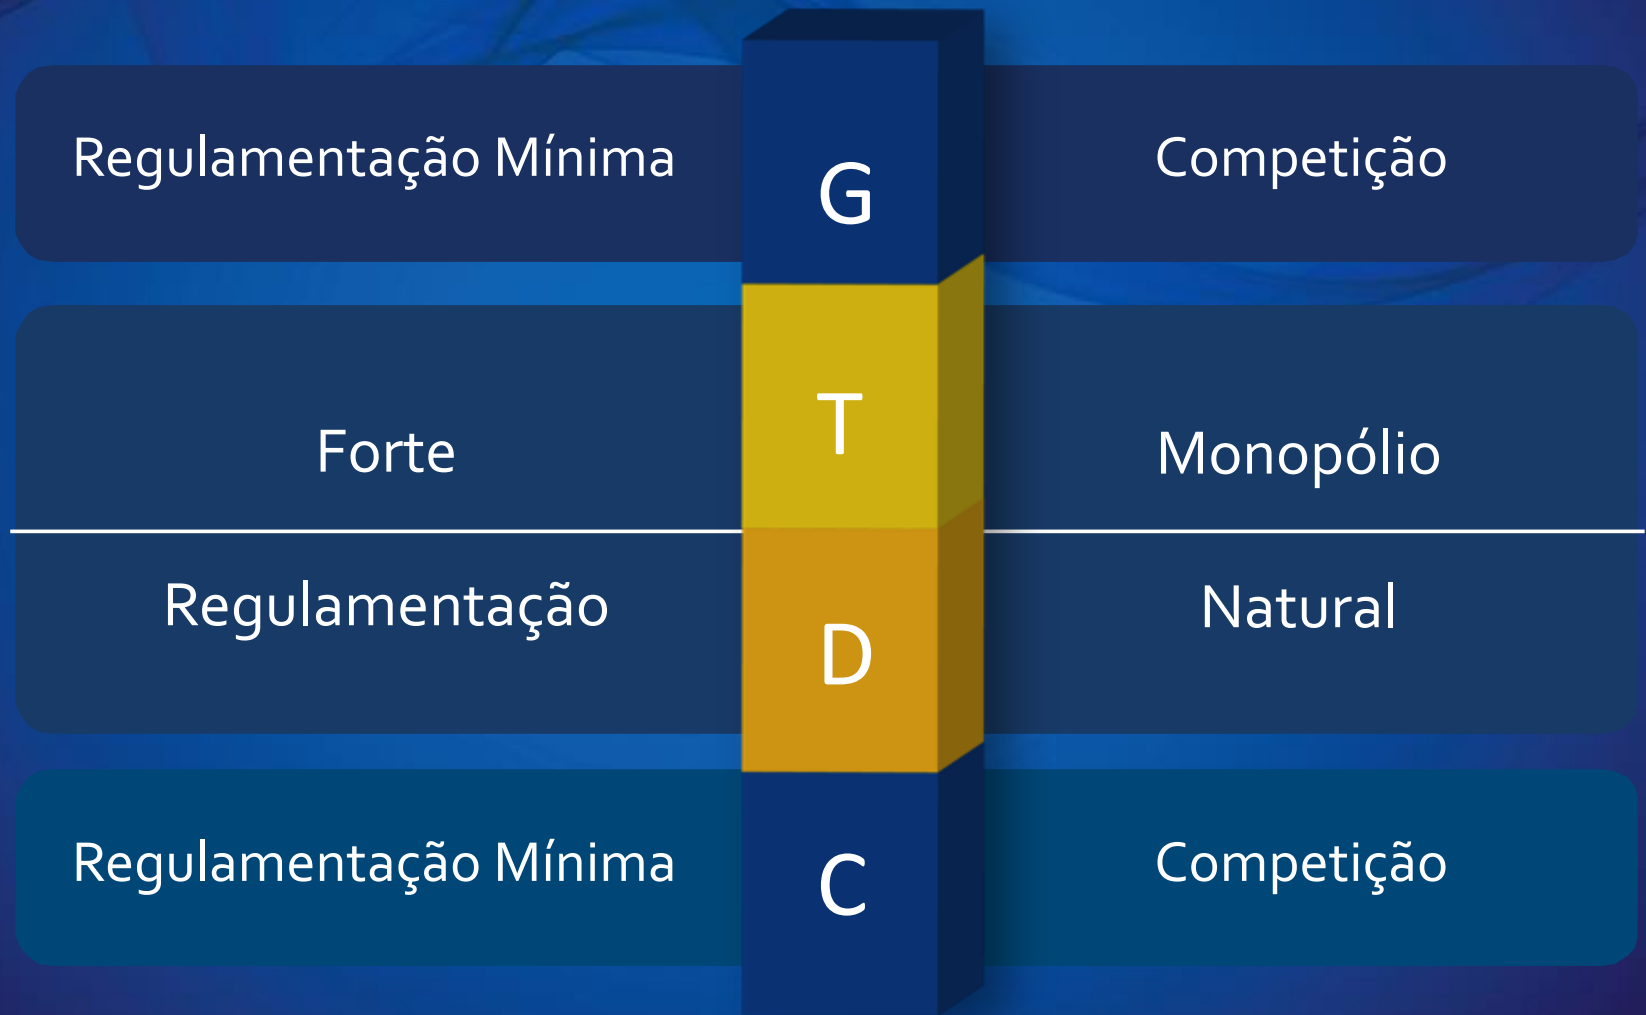 Regulamentação Mínima
G
Competição
Forte
T
Monopólio
Regulamentação
D
Natural
Regulamentação Mínima
C
Competição